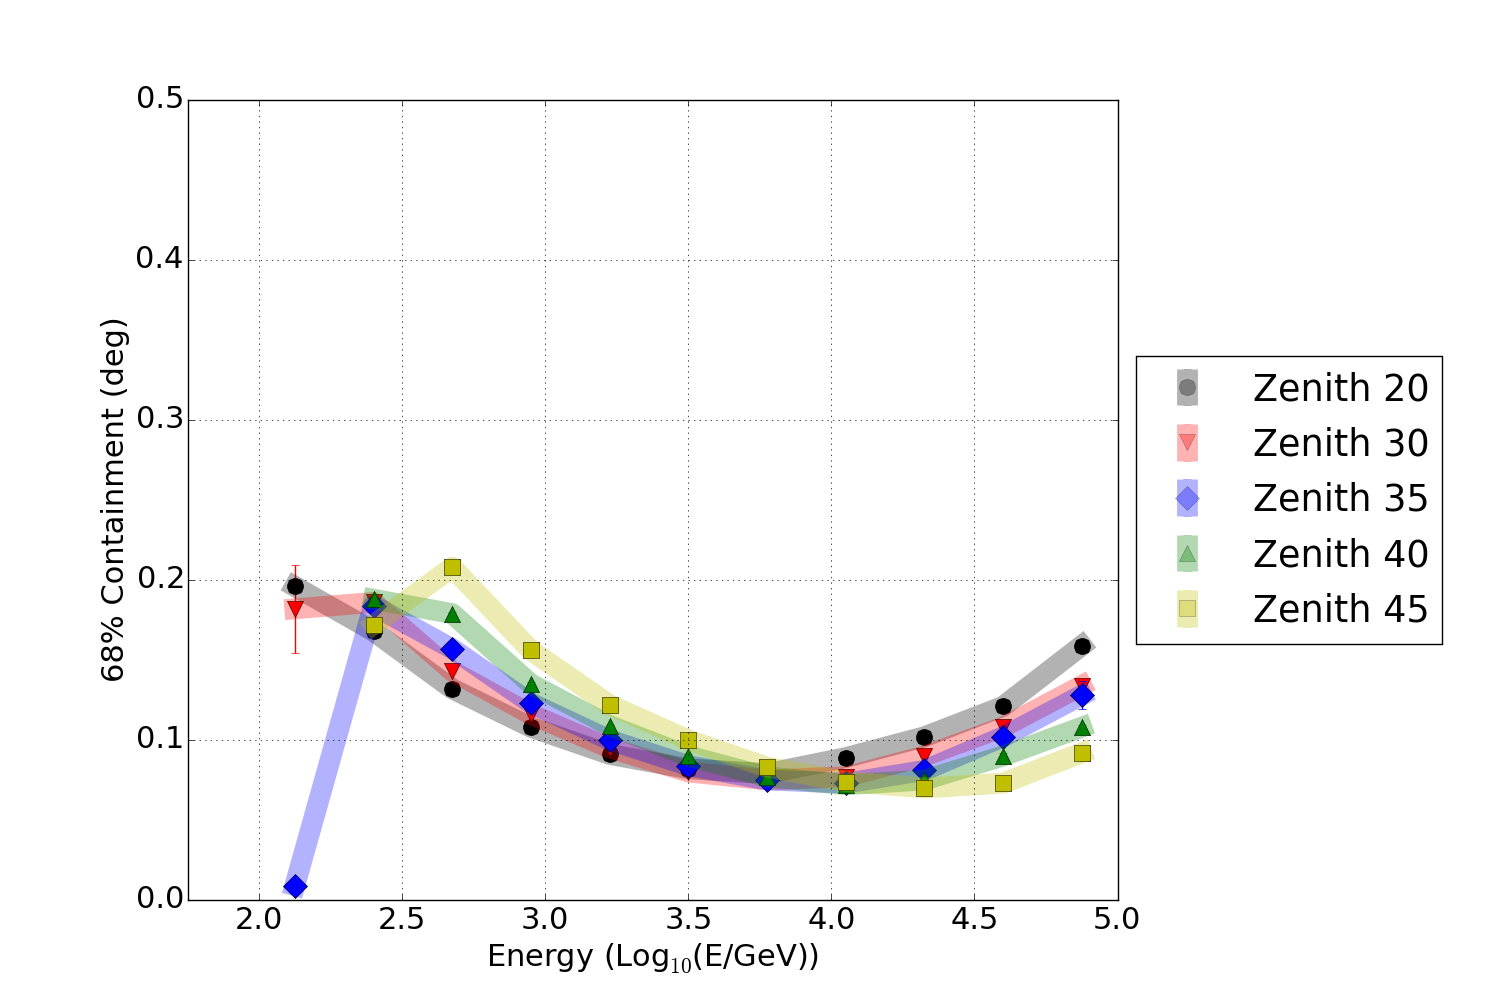 0.5
0.4
0.3
0.2
0.1
0.0
68% Containment (deg)
2.0 2.5 3.0 3.5 4.0 4.5 5.0
Energy (Log₁₀(E/GeV))
Zenith 20
Zenith 30
Zenith 35
Zenith 40
Zenith 45